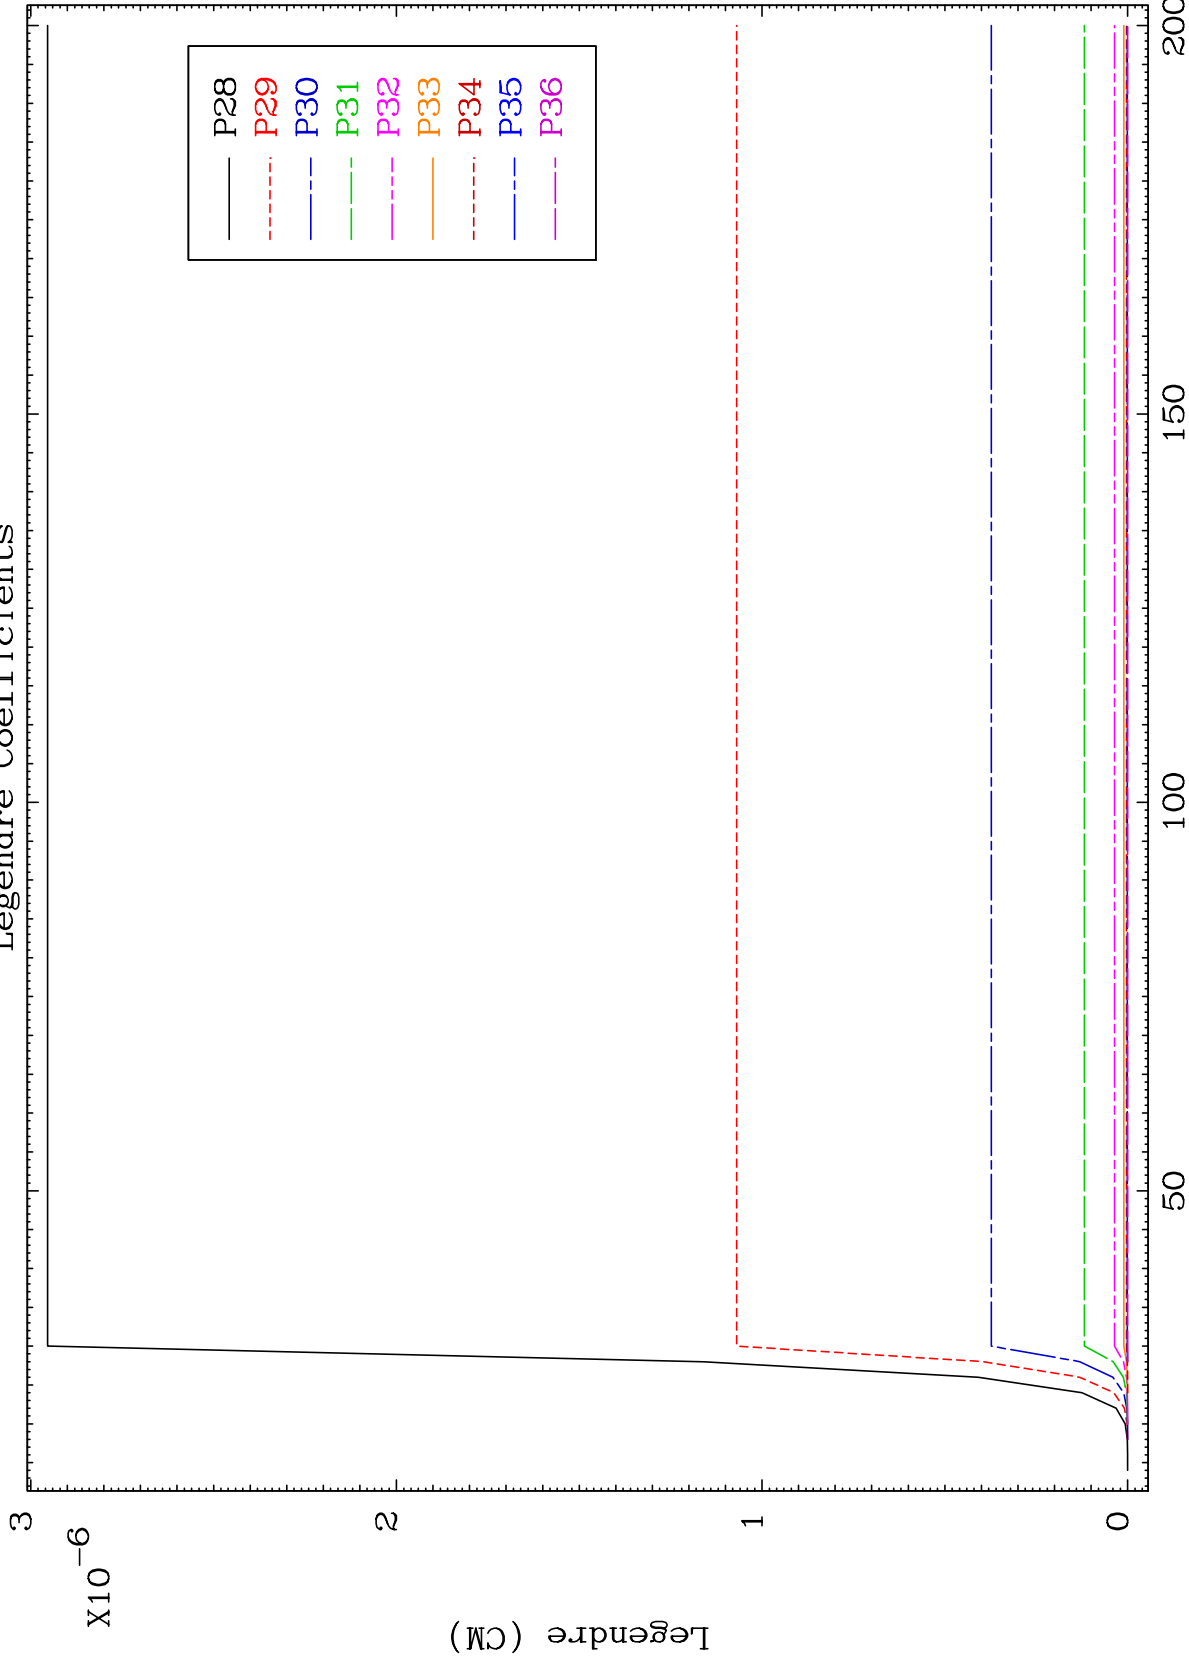 Legendre Coefficients
X10-6
Legendre (CM)
3
2
1
0
50
100
150
200
P28
P29
P30
P31
P32
P33
P34
P35
P36